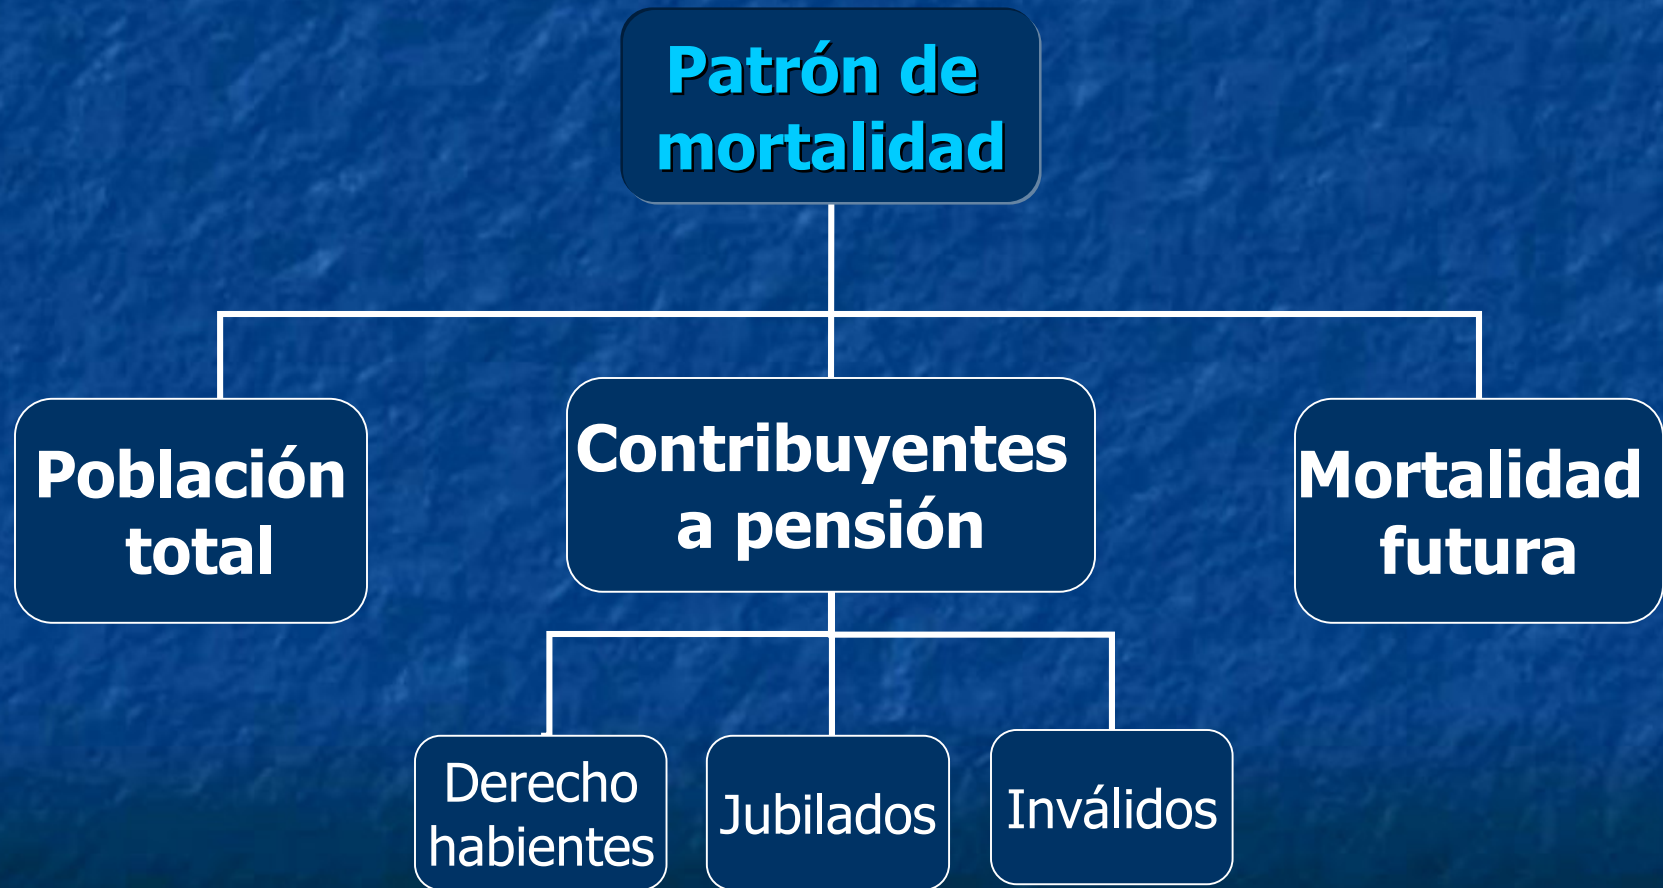 Patrón de
mortalidad
Población
total
Contribuyentes
a pensión
Mortalidad
futura
Derecho
habientes
Jubilados
Inválidos